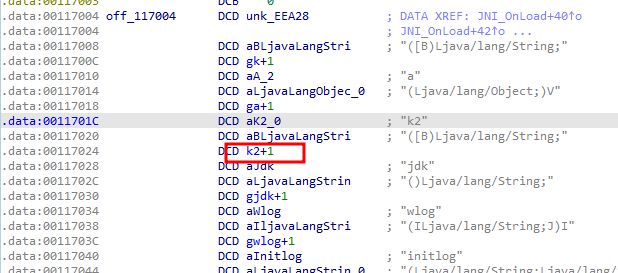 .data:00117003 DCB 0
.data:00117004 off_117004 DCD unk_EEA28 ; DATA XREF: JNI_OnLoad+40↑o
.data:00117004 ; JNI_OnLoad+42↑o ...
.data:00117008 DCD aBLjavaLangStri ; "([B)Ljava/lang/String;"
.data:0011700C DCD gk+1
.data:00117010 DCD aA_2 ; "a"
.data:00117014 DCD aLjavaLangObjec_0 ; "(Ljava/lang/Object;)V"
.data:00117018 DCD ga+1
.data:0011701C DCD aK2_0 ; "k2"
.data:00117020 DCD aBLjavaLangStri ; "([B)Ljava/lang/String;"
.data:00117024 DCD k2+1
.data:00117028 DCD aJdk ; "jdk"
.data:0011702C DCD aLjavaLangStrin ; "()Ljava/lang/String;"
.data:00117030 DCD gjdk+1
.data:00117034 DCD aWlog ; "wlog"
.data:00117038 DCD aIljavaLangStri ; "(ILjava/lang/String;J)I"
.data:0011703C DCD gwlog+1
.data:00117040 DCD aInitlog ; "initlog"
.data:00117044 DCD aLjavaLangStrin_0 ; "(Ljava/lang/String;Ljava/lan